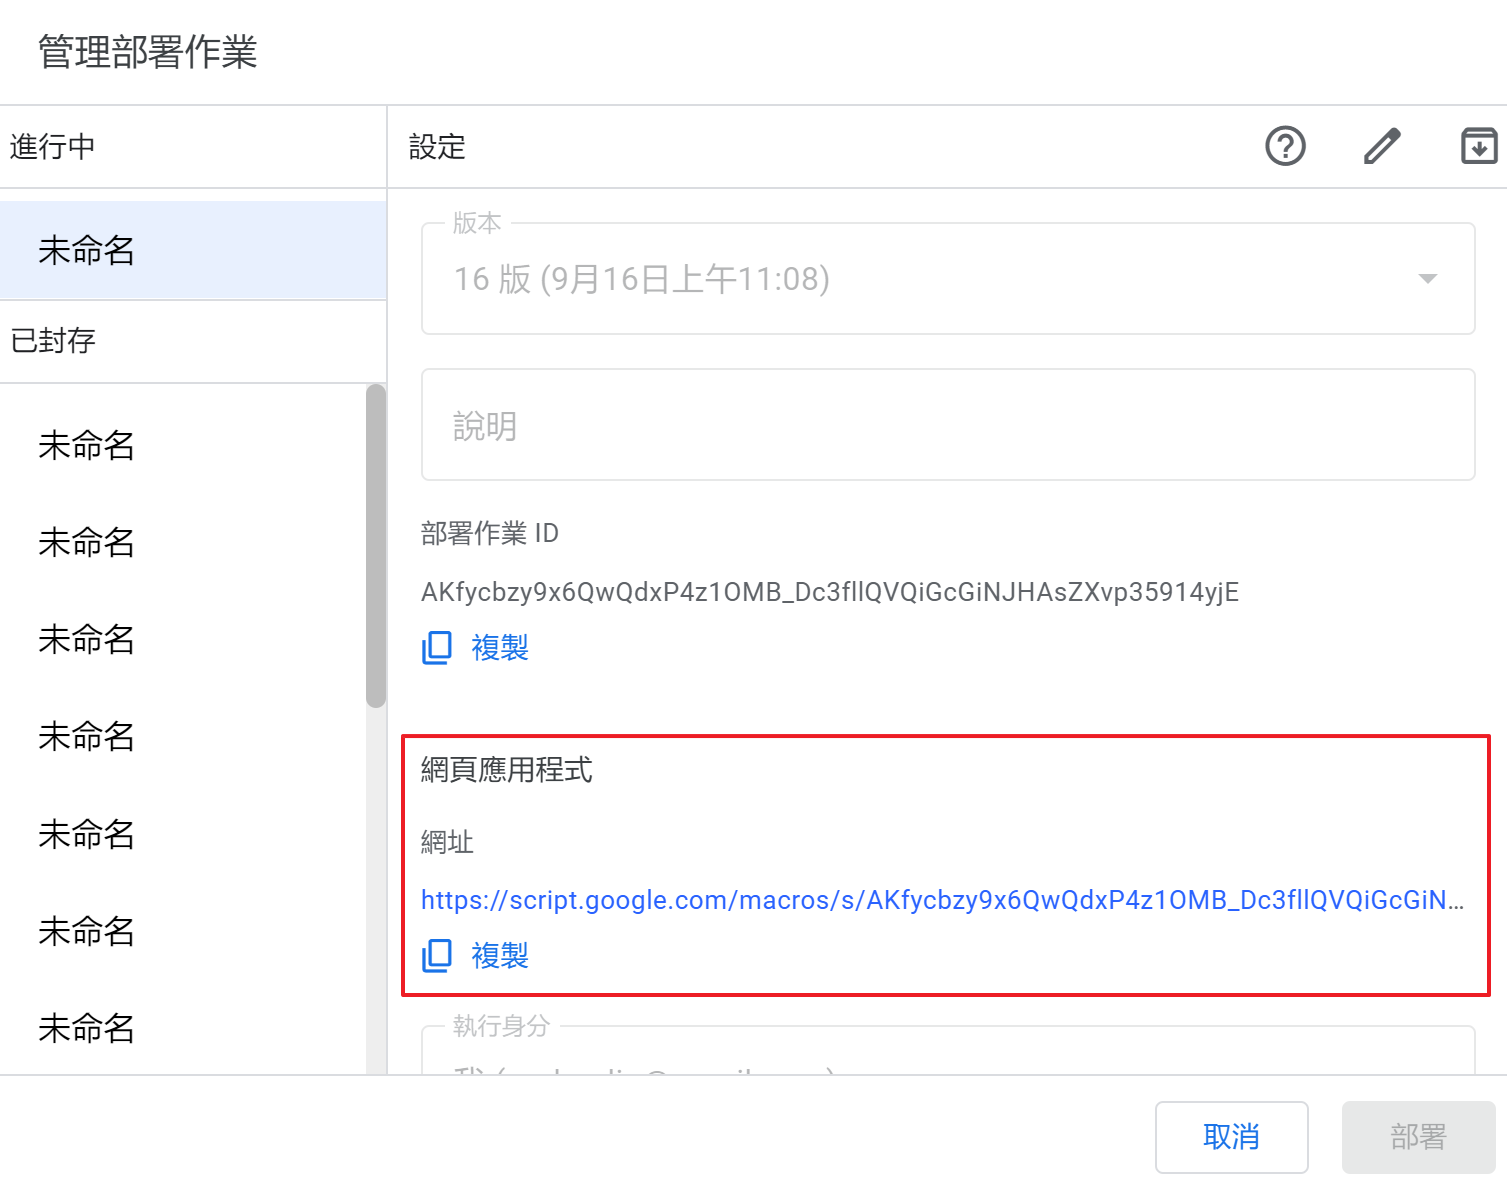 管理部署作業
進行中
未命名
已封存
未命名
未命名
未命名
未命名
未命名
未命名
未命名
設定
版本
16 版 (9月16日上午11:08)
說明
部署作業 ID
AKfycbzy9x6QwQdxP4z1OMB_Dc3fllQVQiGcGiNJHAsZXvp35914yjE
複製
網頁應用程式
網址
https://script.google.com/macros/s/AKfycbzy9x6QwQdxP4z1OMB_Dc3fllQVQiGcGiN...
複製
執行身分
取消
部署